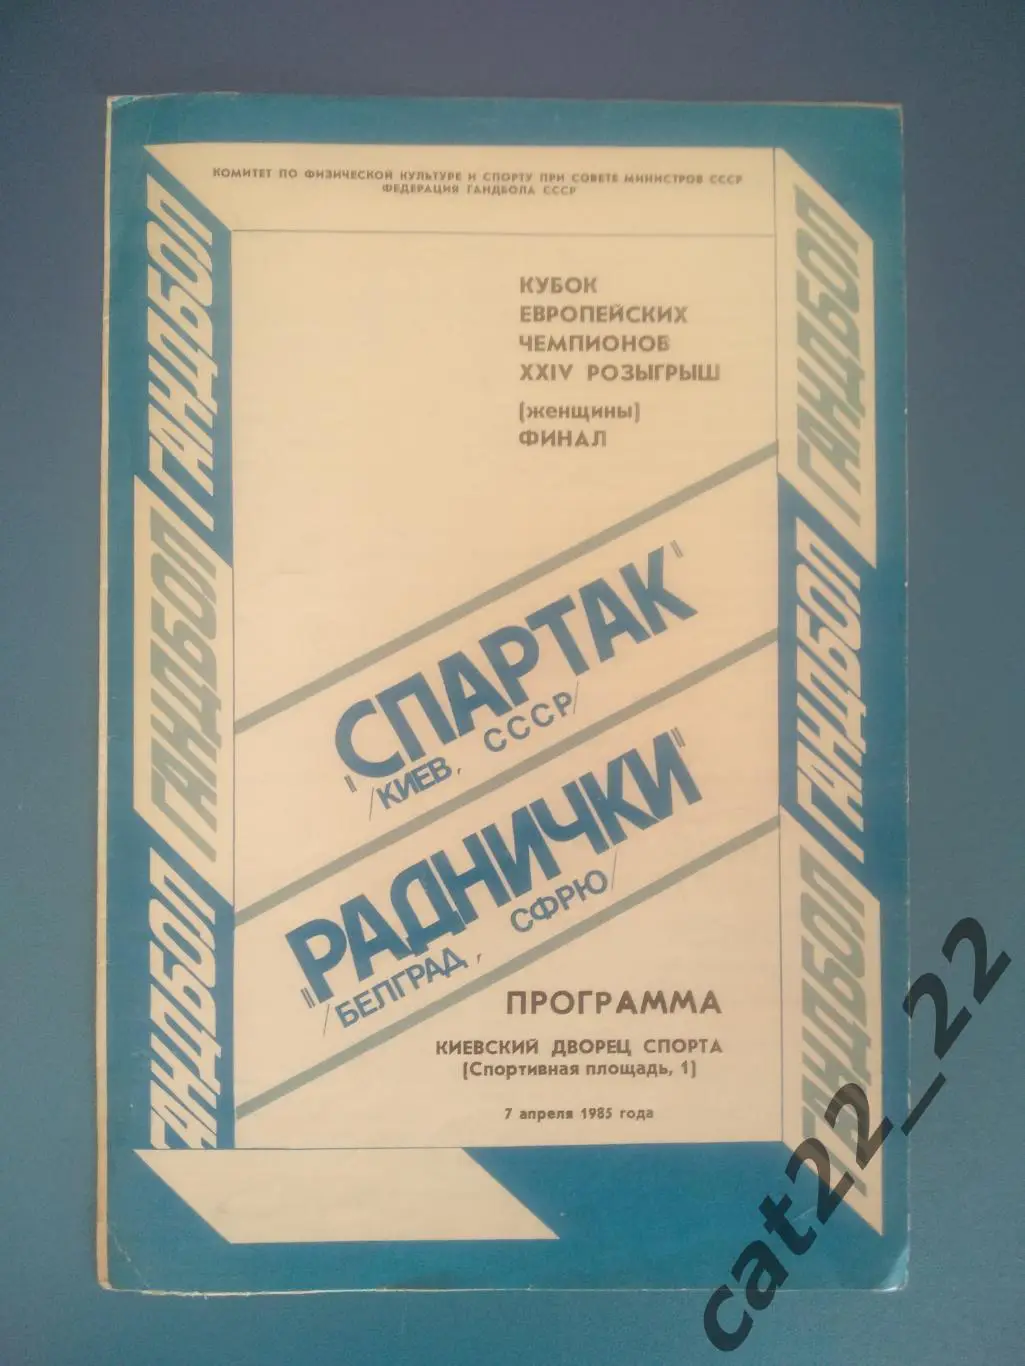 КОМИТЕТ ПО ФИЗИЧЕСКОЙ КУЛЬТУРЕ И СПОРТУ ПРИ СОВЕТЕ МИНИСТРОВ СССР
ФЕДЕРАЦИЯ ГАНДБОЛА СССР
КУБОК
ЕВРОПЕЙСКИХ
ЧЕМПИОНОВ
XXIV РОЗЫГРЫШ
(женщины)
ФИНАЛ
"СПАРТАК"
/КИЕВ, СССР/
"РАДНИЧКИ"
/БЕЛГРАД, СФРЮ/
ПРОГРАММА
КИЕВСКИЙ ДВОРЕЦ СПОРТА
(Спортивная площадь, 1)
7 апреля 1985 года
ГАНДБОЛ
ГАНДБОЛ
ГАНДБОЛ
ГАНДБОЛ
ГАНДБОЛ
ГАНДБОЛ
cat22_22